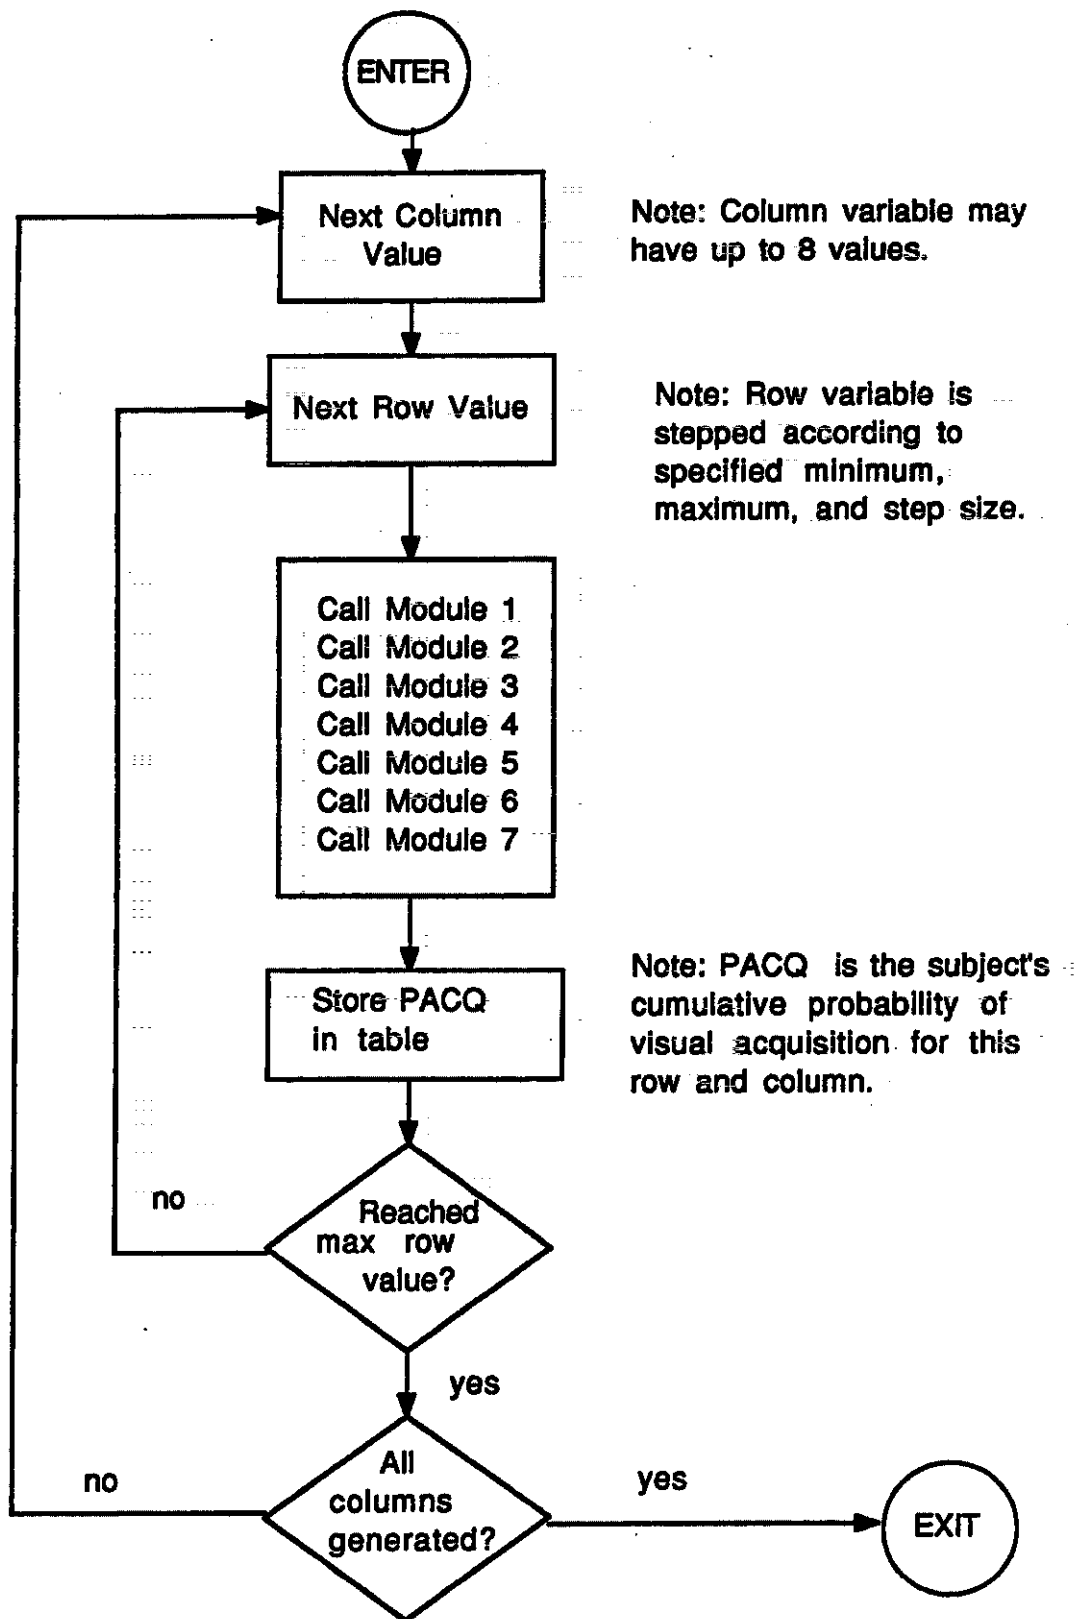 ENTER
Next Column
Value
Note: Column variable may
have up to 8 values.
Next Row Value
Note: Row variable is
stepped according to
specified minimum,
maximum, and step size.
Call Module 1
Call Module 2
Call Module 3
Call Module 4
Call Module 5
Call Module 6
Call Module 7
Store PACQ
in table
Note: PACQ is the subject's
cumulative probability of
visual acquisition for this
row and column.
no
Reached
max row
value?
yes
no
All
columns
generated?
yes
EXIT